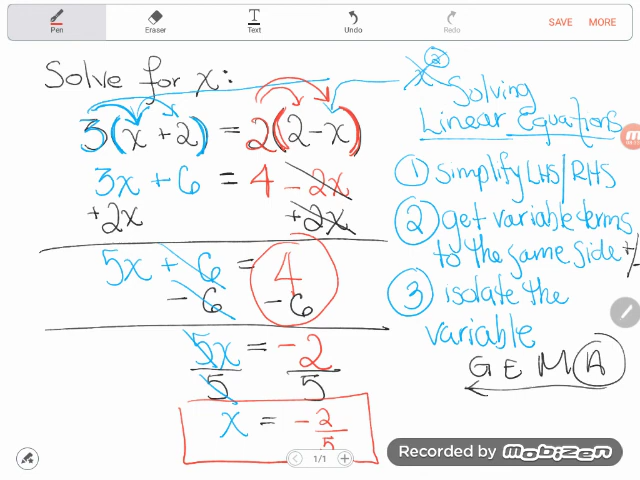 Pen Eraser Text Undo Redo SAVE MORE
Solve for x:
3(x + 2) = 2(2 - x)
3x + 6 = 4 - 2x
+2x +2x
5x + 6 = 4
- 6 - 6
5x = -2
5 5
x = - 2/5
x²
Solving
Linear Equations
① simplify LHS/RHS
② get variable terms
to the same side +/-
③ isolate the
variable
G E M A
1/1
Recorded by mobizen